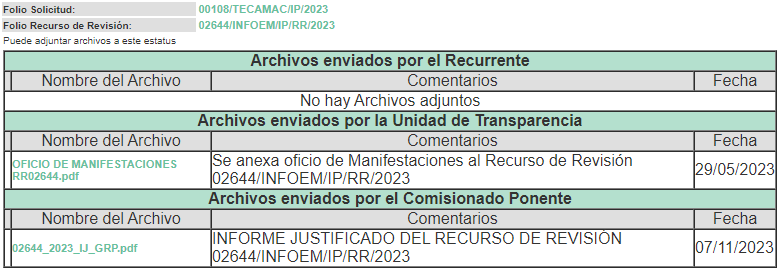 Folio Solicitud: 00108/TECAMAC/IP/2023
Folio Recurso de Revisión: 02644/INFOEM/IP/RR/2023
Puede adjuntar archivos a este estatus
Archivos enviados por el Recurrente
Nombre del Archivo Comentarios Fecha
No hay Archivos adjuntos
Archivos enviados por la Unidad de Transparencia
Nombre del Archivo Comentarios Fecha
OFICIO DE MANIFESTACIONES
RR02644.pdf
Se anexa oficio de Manifestaciones al Recurso de Revisión
02644/INFOEM/IP/RR/2023
29/05/2023
Archivos enviados por el Comisionado Ponente
Nombre del Archivo Comentarios Fecha
02644_2023_IJ_GRP.pdf
INFORME JUSTIFICADO DEL RECURSO DE REVISIÓN
02644/INFOEM/IP/RR/2023
07/11/2023